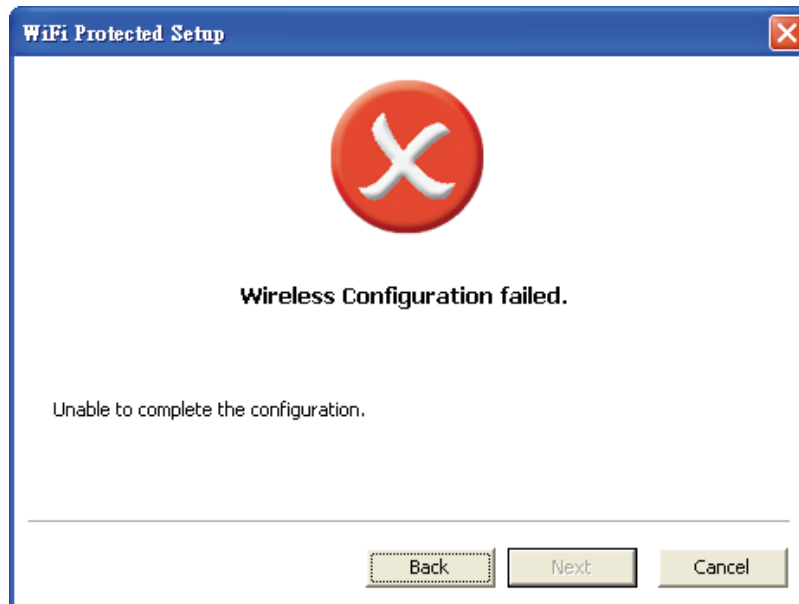 WiFi Protected Setup
Wireless Configuration failed.
Unable to complete the configuration.
Back
Next
Cancel